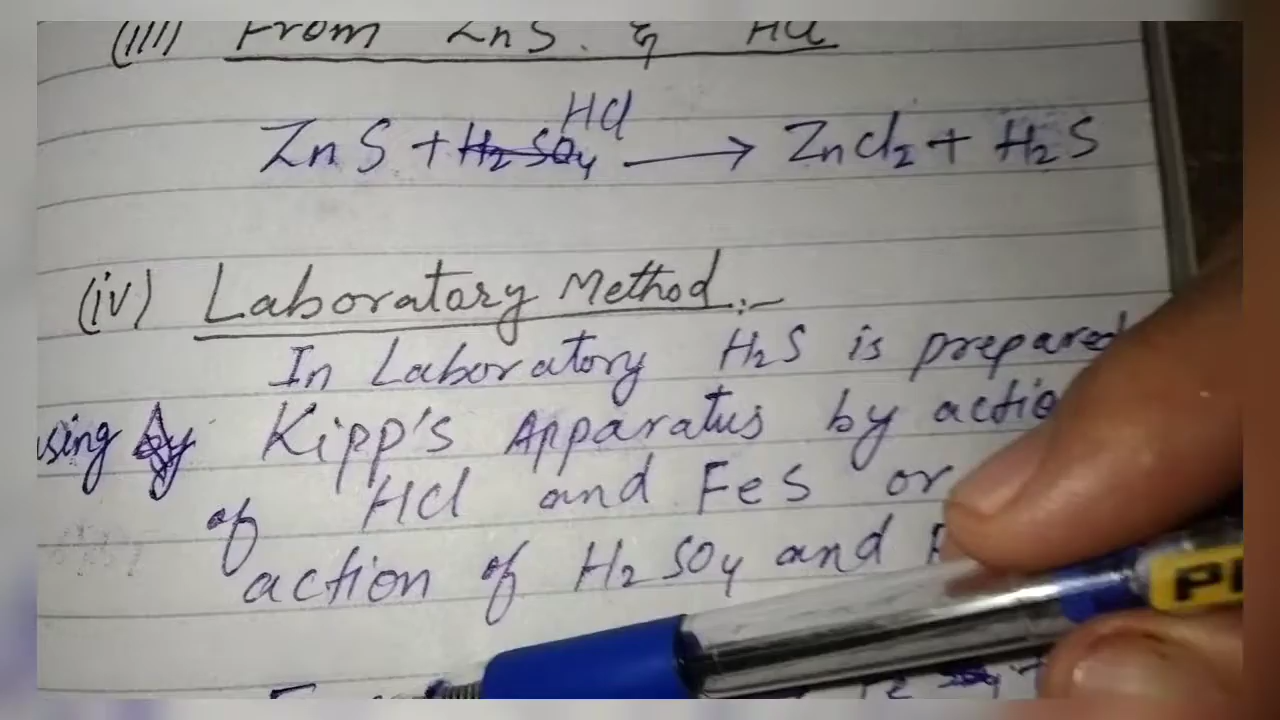 (iii) From ZnS. & HCl
HCl
ZnS + H₂SO₄ → ZnCl₂ + H₂S
(iv) Laboratory Method :-
In Laboratory H₂S is prepared
using by Kipp's Apparatus by actio
of HCl and FeS or
action of H₂SO₄ and F